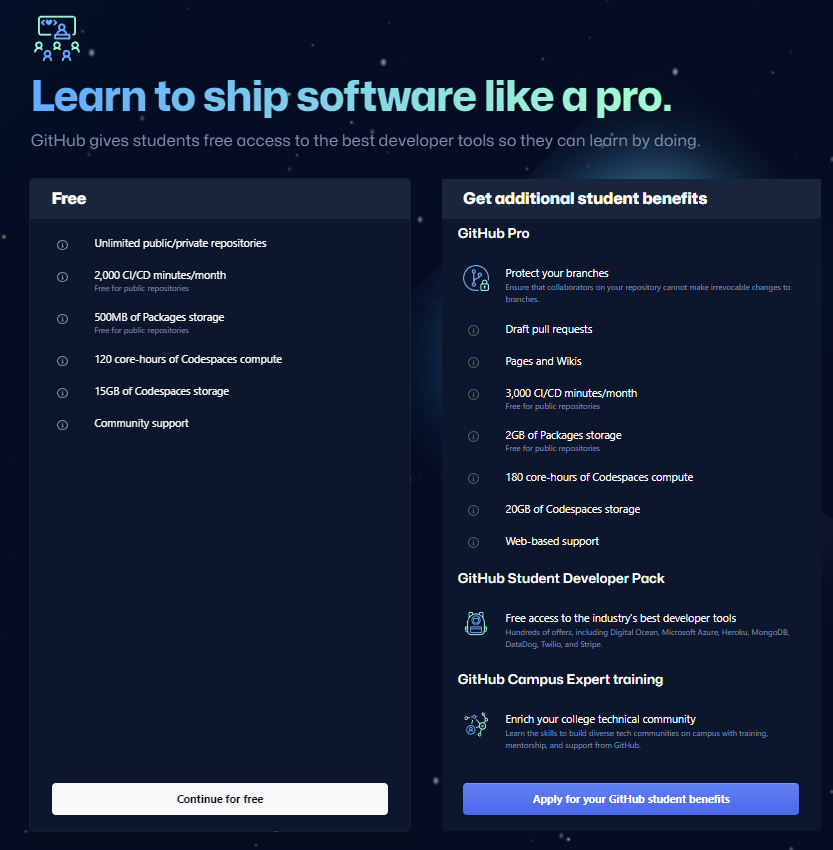 Learn to ship software like a pro.
GitHub gives students free access to the best developer tools so they can learn by doing.
Free
Unlimited public/private repositories
2,000 CI/CD minutes/month
Free for public repositories
500MB of Packages storage
Free for public repositories
120 core-hours of Codespaces compute
15GB of Codespaces storage
Community support
Continue for free
Get additional student benefits
GitHub Pro
Protect your branches
Ensure that collaborators on your repository cannot make irrevocable changes to
branches.
Draft pull requests
Pages and Wikis
3,000 CI/CD minutes/month
Free for public repositories
2GB of Packages storage
Free for public repositories
180 core-hours of Codespaces compute
20GB of Codespaces storage
Web-based support
GitHub Student Developer Pack
Free access to the industry's best developer tools
Hundreds of offers, including Digital Ocean, Microsoft Azure, Heroku, MongoDB,
DataDog, Twilio, and Stripe.
GitHub Campus Expert training
Enrich your college technical community
Learn the skills to build diverse tech communities on campus with training,
mentorship, and support from GitHub.
Apply for your GitHub student benefits